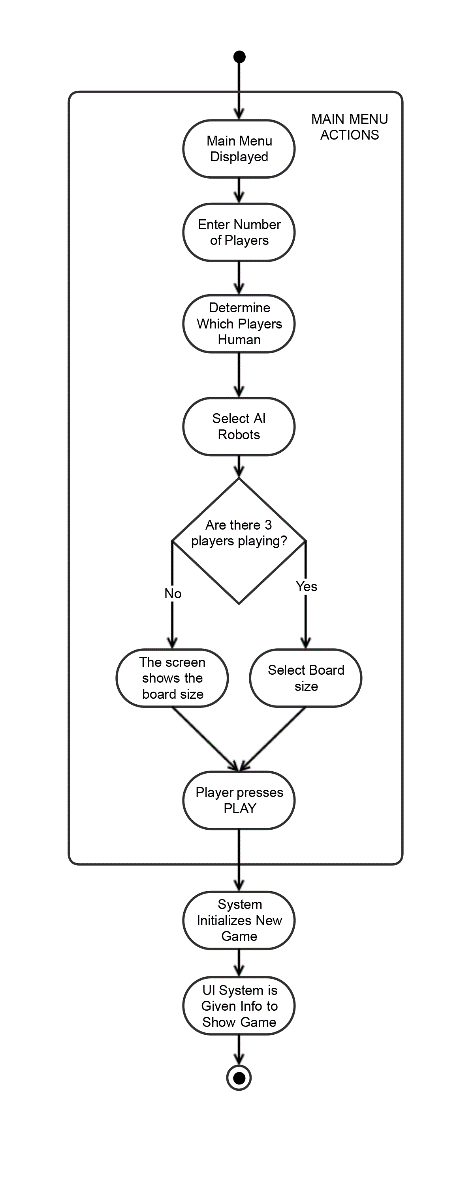 MAIN MENU
ACTIONS
Main Menu
Displayed
Enter Number
of Players
Determine
Which Players
Human
Select AI
Robots
Are there 3
players playing?
No
Yes
The screen
shows the
board size
Select Board
size
Player presses
PLAY
System
Initializes New
Game
UI System is
Given Info to
Show Game